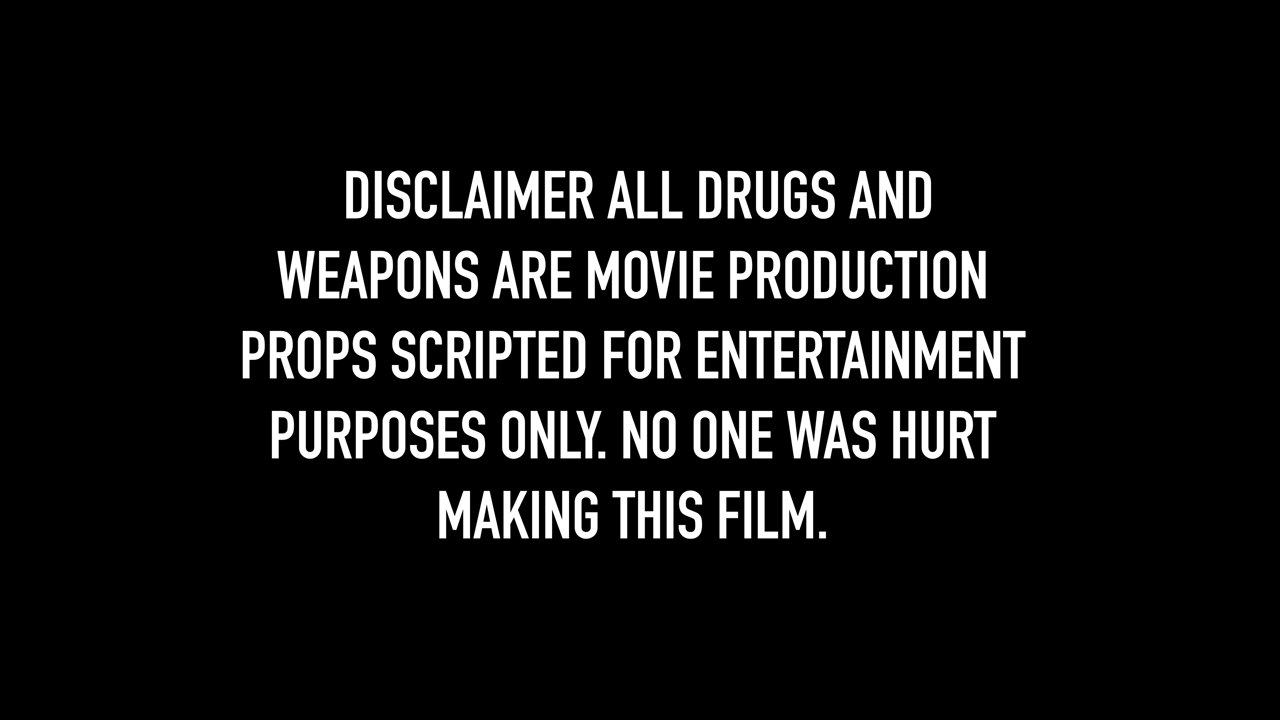 DISCLAIMER ALL DRUGS AND
WEAPONS ARE MOVIE PRODUCTION
PROPS SCRIPTED FOR ENTERTAINMENT
PURPOSES ONLY. NO ONE WAS HURT
MAKING THIS FILM.